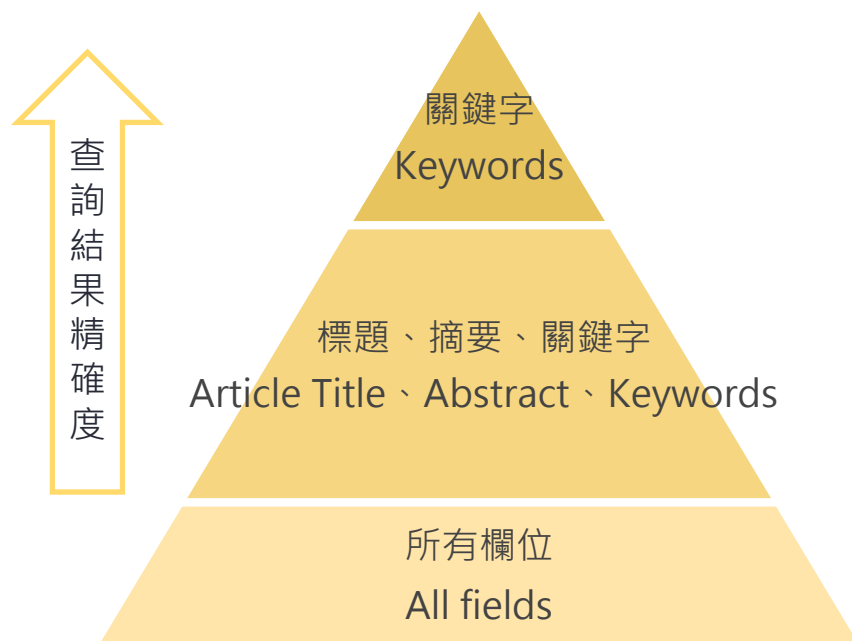 查詢結果精確度
關鍵字
Keywords
標題、摘要、關鍵字
Article Title、Abstract、Keywords
所有欄位
All fields